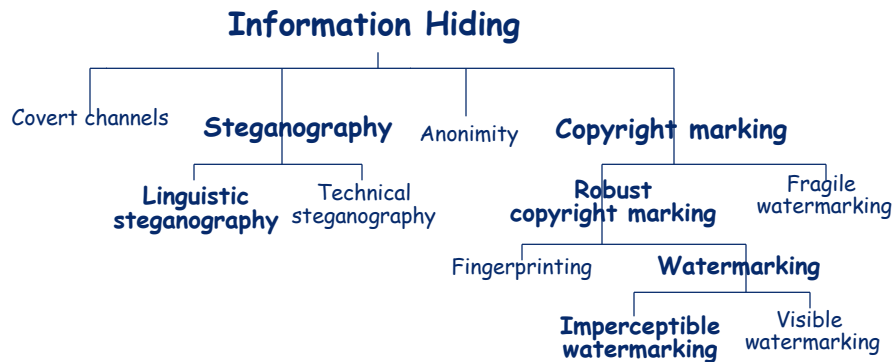 Information Hiding
Covert channels
Steganography
Anonimity
Copyright marking
Linguistic
steganography
Technical
steganography
Robust
copyright marking
Fragile
watermarking
Fingerprinting
Watermarking
Imperceptible
watermarking
Visible
watermarking